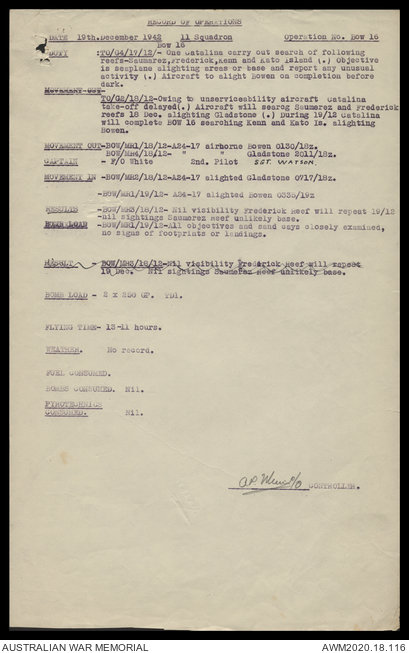 RECORD OF OPERATIONS
DATE 19th.December 1942 11 Squadron Operation No. Bow 16
Bow 16
DUTY :TO/G4/17/12/- One Catalina carry out search of following
reefs-Saumarez,Frederick,Kenn and Kato Island (.) Objective
is seaplane alighting areas or base and report any unusual
activity (.) Aircraft to alight Bowen on completion before
dark.
MOVEMENT OUT
TO/G2/18/12-Owing to unserviceability aircraft Catalina
take-off delayed(.) Aircraft will searcg Saumarez and Frederick
reefs 18 Dec. alighting Gladstone (.) During 19/12 Catalina
will complete BOW 16 searching Kenn and Kato Is. alighting
Bowen.
MOVEMENT OUT-BOW/MR1/18/12- A24-17 airborne Bowen 0130/18z.
BOW/MR4/18/12- " " Gladstone 2011/18z.
CAPTAIN - F/O White 2nd. Pilot SGT. WATSON.
MOVEMENT IN -BOW/MR2/18/12- A24-17 alighted Gladstone 0717/18z.
-BOW/MR1/19/12- A24-17 alighted Bowen 0335/19z
RESULTS -BOW/MR3/18/12- Nil visibility Frederick Reef will repeat 19/12
-nil sightings Saumarez Reef unlikely base.
BOMB LOAD -BOW/MR1/19/12-All objectives and sand cays closely examined,
no signs of footprints or landings.
RESULT -BOW/MR3/18/12-Nil visibility Frederick Reef will repeat
19 Dec. Nil sightings Saumarez Reef unlikely base.
BOMB LOAD - 2 x 250 GP. TD1.
FLYING TIME- 13-11 hours.
WEATHER. No record.
FUEL CONSUMED.
BOMBS CONSUMED. Nil.
PYROTECHNICS
CONSUMED. Nil.
CONTROLLER.
AUSTRALIAN WAR MEMORIAL AWM2020.18.116